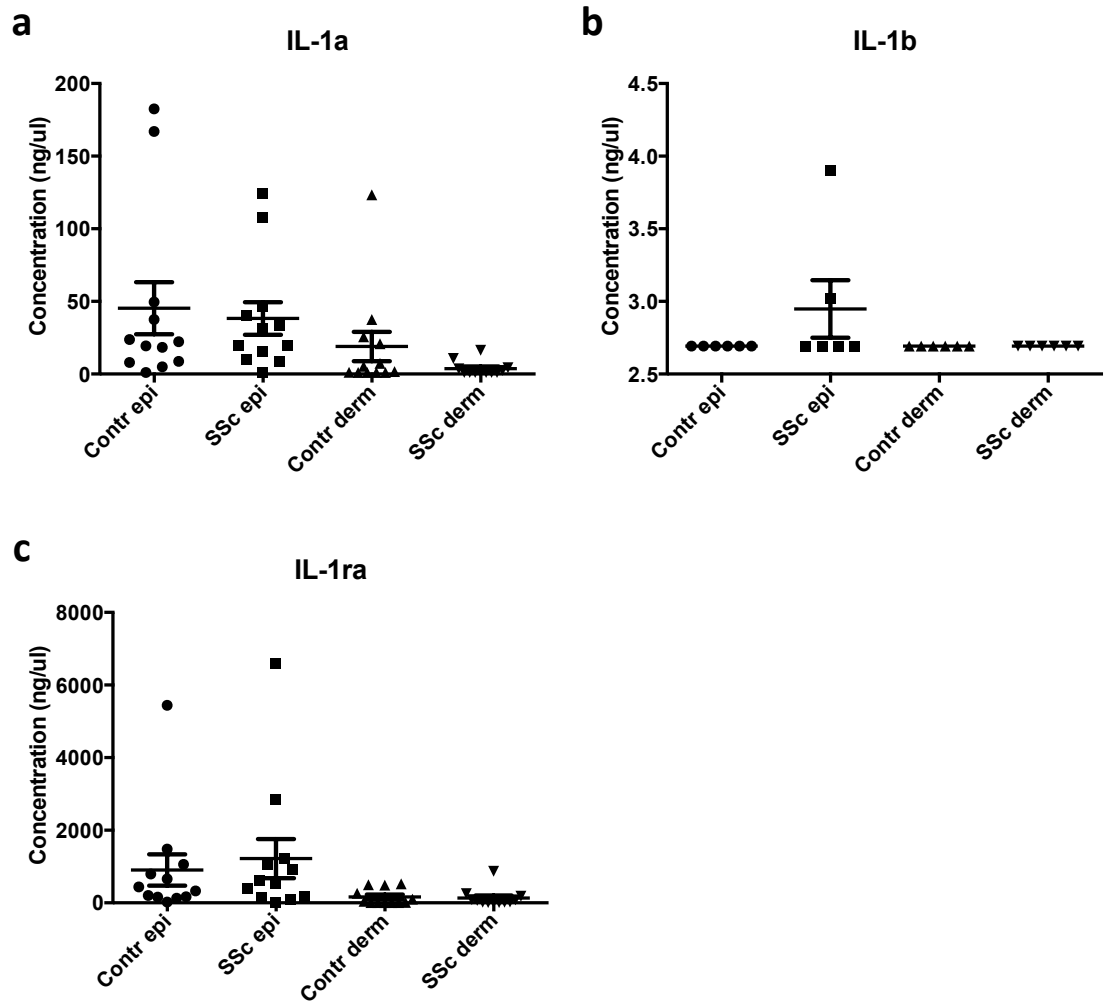 a
IL-1a
Concentration (ng/ul)
200
150
100
50
0
Contr epi
SSc epi
Contr derm
SSc derm
b
IL-1b
Concentration (ng/ul)
4.5
4.0
3.5
3.0
2.5
Contr epi
SSc epi
Contr derm
SSc derm
c
IL-1ra
Concentration (ng/ul)
8000
6000
4000
2000
0
Contr epi
SSc epi
Contr derm
SSc derm